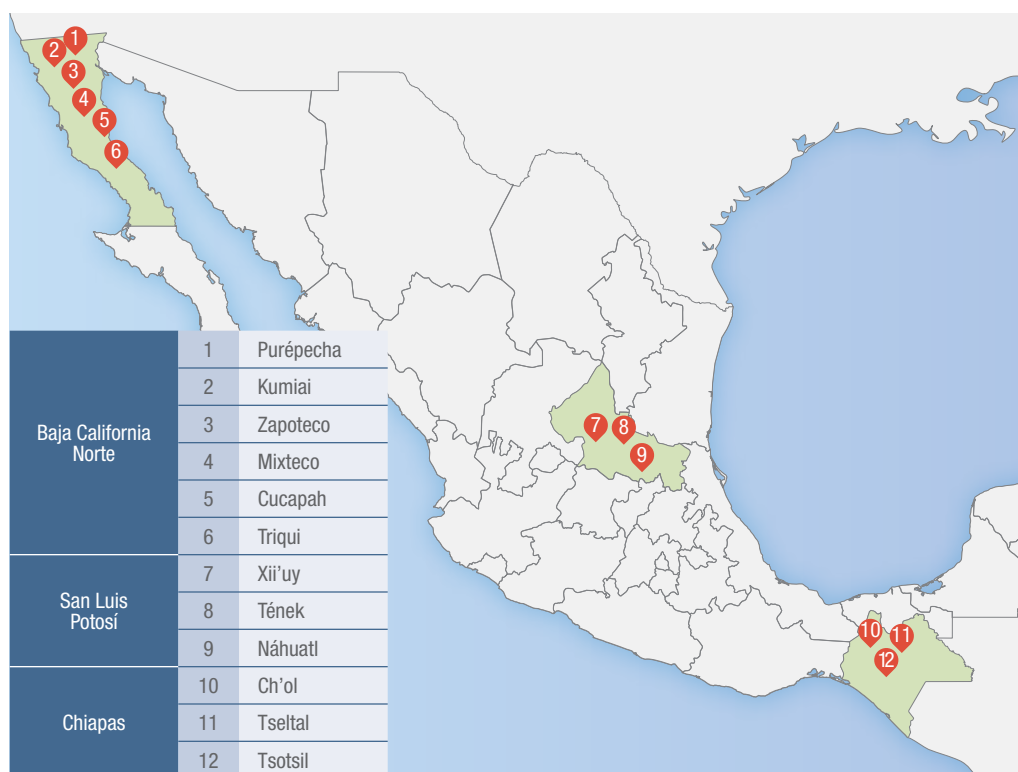 1
2
3
4
5
6
7
8
9
10
11
12
Baja California
Norte
1 Purépecha
2 Kumiai
3 Zapoteco
4 Mixteco
5 Cucapah
6 Triqui
San Luis
Potosí
7 Xii'uy
8 Tének
9 Náhuatl
Chiapas
10 Ch'ol
11 Tseltal
12 Tsotsil